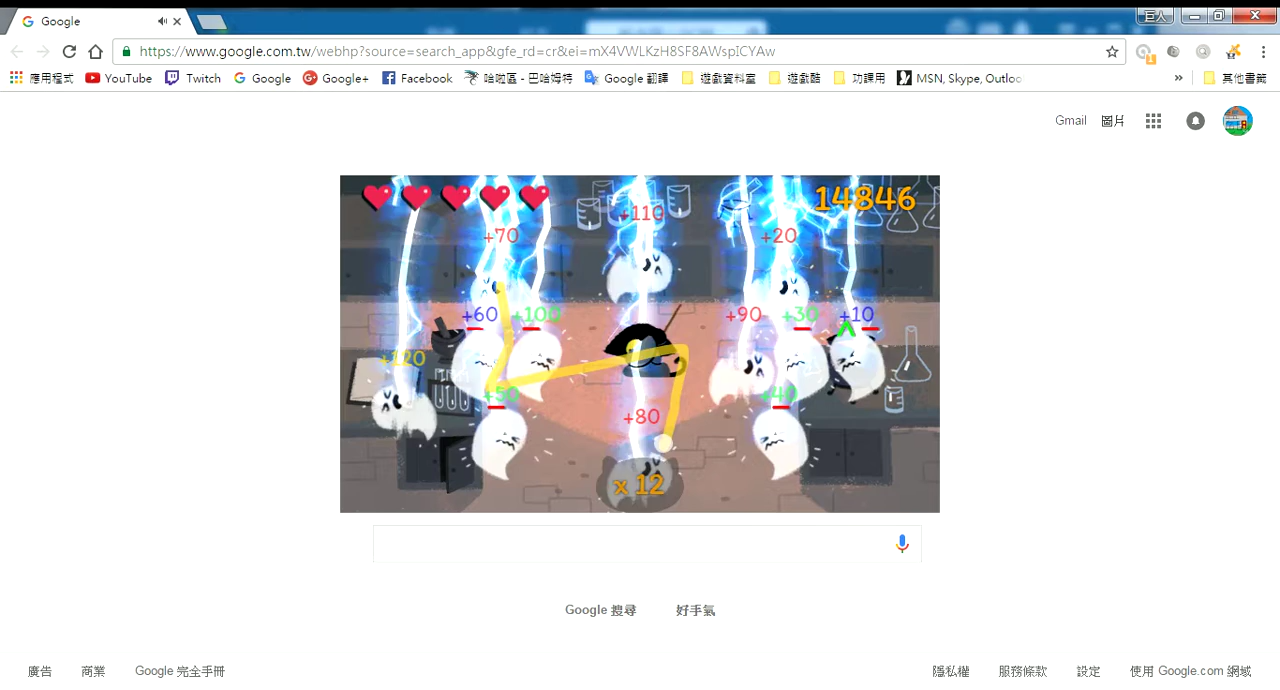 Google
巨人
https://www.google.com.tw/webhp?source=search_app&gfe_rd=cr&ei=mX4VWLKzH8SF8AWspICYAw
1
應用程式 YouTube Twitch Google Google+ Facebook 哈啦區 - 巴哈姆特 Google 翻譯 遊戲資料室 遊戲酷 功課用 MSN, Skype, Outloo » 其他書籤
Gmail 圖片
14846
+110
+70 +20
+60 +100 +90 +30 +10
+120
+50 +40
+80
x 12
Google 搜尋 好手氣
廣告 商業 Google 完全手冊 隱私權 服務條款 設定 使用 Google.com 網域